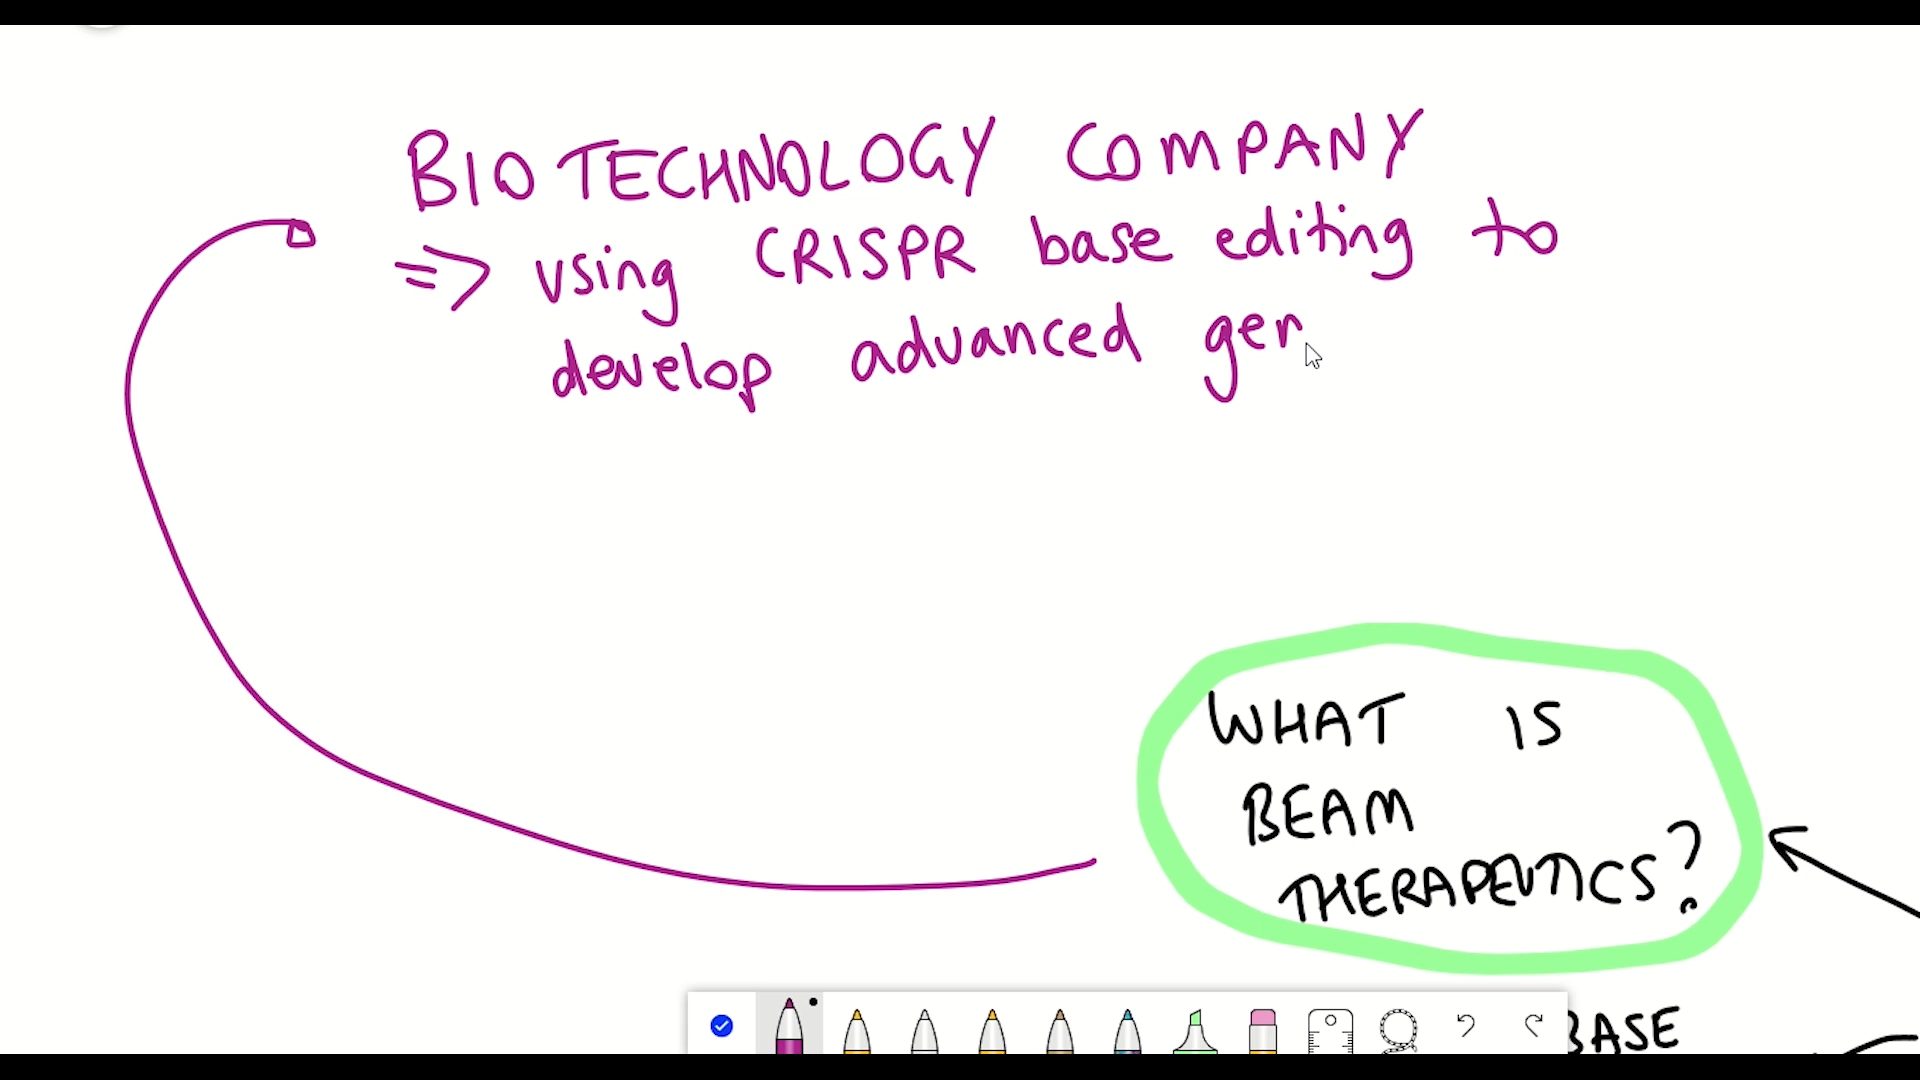 BIOTECHNOLOGY COMPANY
=> using CRISPR base editing to
develop advanced gen
WHAT IS
BEAM
THERAPEUTICS?
BASE